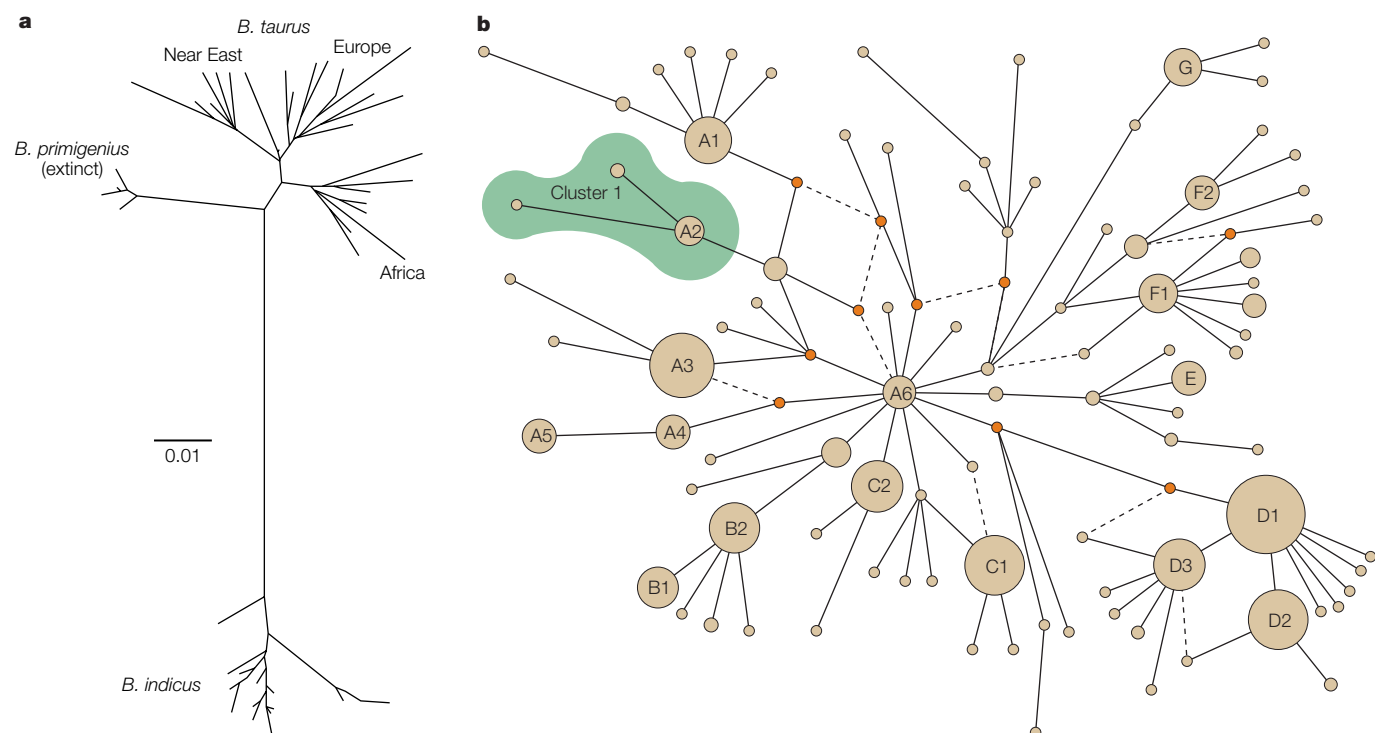 a
B. taurus
Near East
Europe
B. primigenius
(extinct)
Africa
0.01
B. indicus
b
G
A1
F2
Cluster 1
A2
F1
A3
E
A6
A5
A4
C2
D1
B2
C1
D3
B1
D2